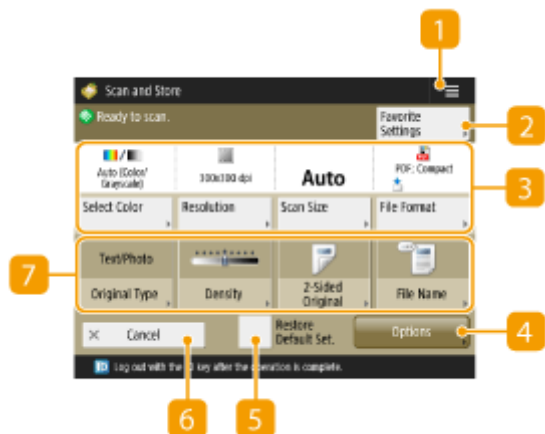 1
Scan and Store
Ready to scan.
Favorite
Settings
2
Auto (Color/
Grayscale)
300x300 dpi
Auto
PDF: Compact
3
Select Color
Resolution
Scan Size
File Format
7
Text/Photo
Original Type
Density
2-Sided
Original
File Name
× Cancel
Restore
Default Set.
Options
4
ID Log out with the ID key after the operation is complete.
6
5